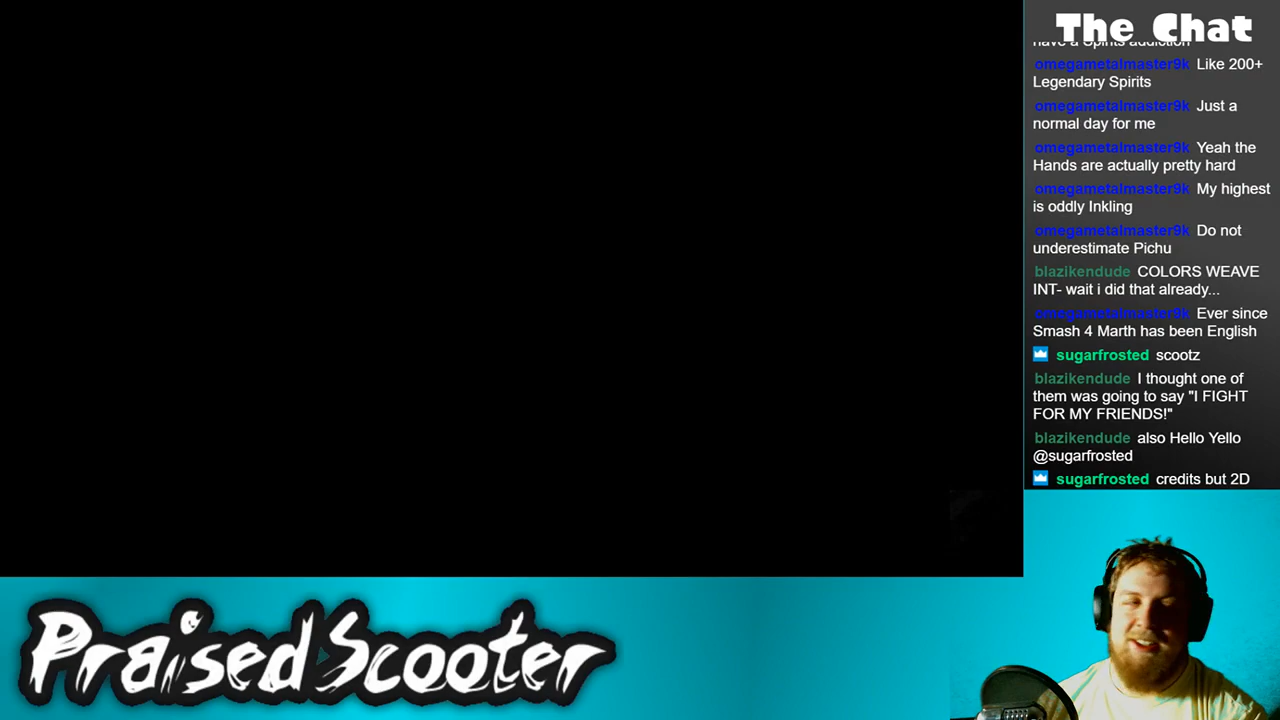 The Chat
have a Spirits addiction
omegametalmaster9k Like 200+
Legendary Spirits
omegametalmaster9k Just a
normal day for me
omegametalmaster9k Yeah the
Hands are actually pretty hard
omegametalmaster9k My highest
is oddly Inkling
omegametalmaster9k Do not
underestimate Pichu
blazikendude COLORS WEAVE
INT- wait i did that already...
omegametalmaster9k Ever since
Smash 4 Marth has been English
sugarfrosted scootz
blazikendude I thought one of
them was going to say "I FIGHT
FOR MY FRIENDS!"
blazikendude also Hello Yello
@sugarfrosted
sugarfrosted credits but 2D
PraisedScooter